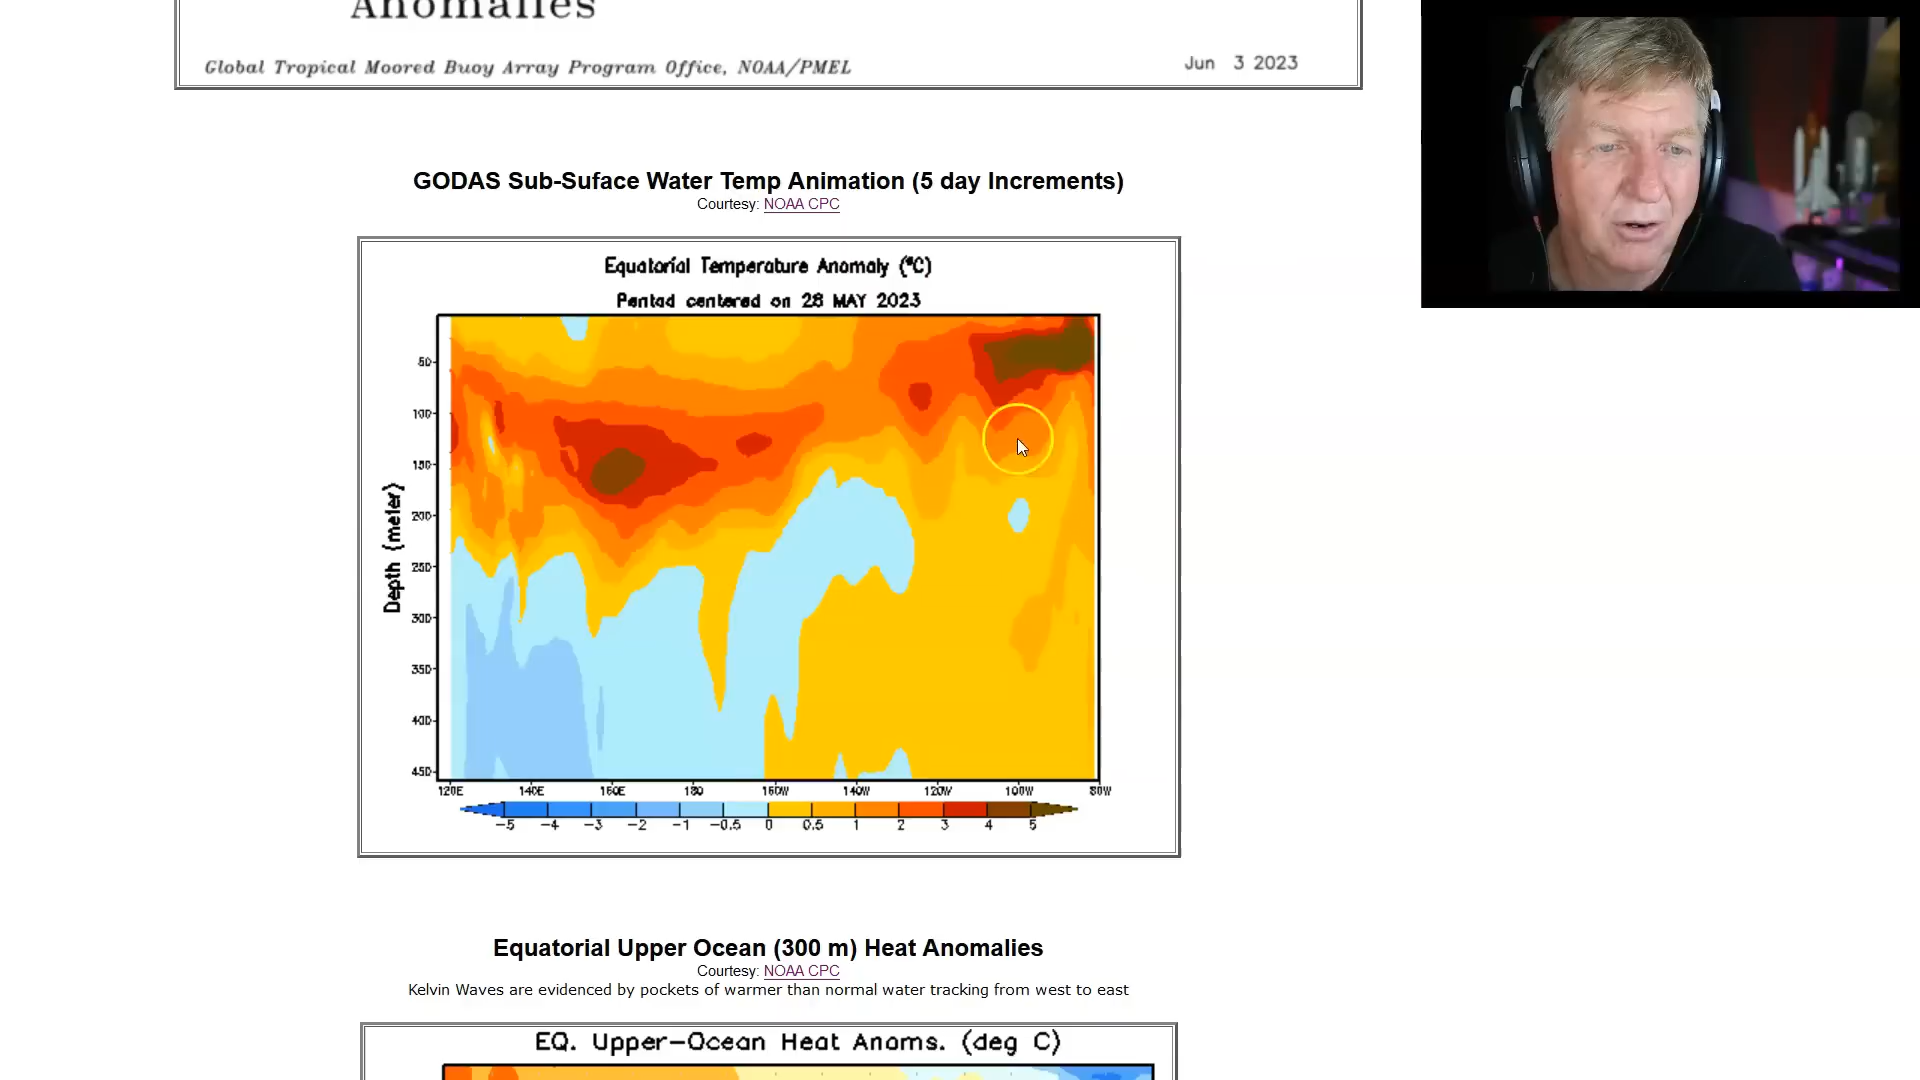 Anomalies
Global Tropical Moored Buoy Array Program Office, NOAA/PMEL
Jun 3 2023
GODAS Sub-Suface Water Temp Animation (5 day Increments)
Courtesy: NOAA CPC
Equatorial Temperature Anomaly (°C)
Pentad centered on 28 MAY 2023
Depth (meter)
50
100
150
200
250
300
350
400
450
120E 140E 160E 180 160W 140W 120W 100W 80W
-5 -4 -3 -2 -1 -0.5 0 0.5 1 2 3 4 5
Equatorial Upper Ocean (300 m) Heat Anomalies
Courtesy: NOAA CPC
Kelvin Waves are evidenced by pockets of warmer than normal water tracking from west to east
EQ. Upper-Ocean Heat Anoms. (deg C)